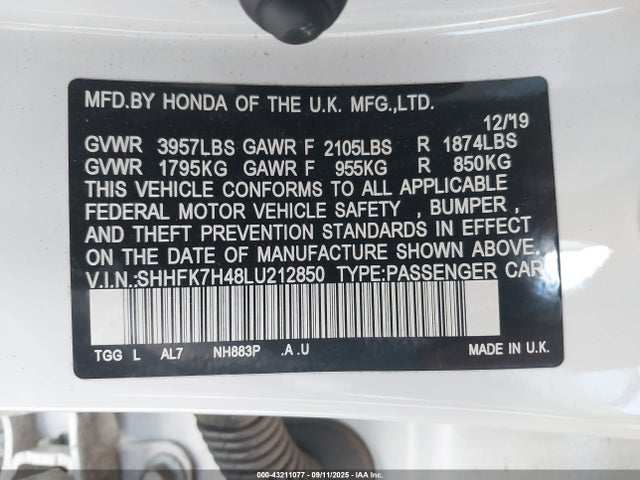 MFD.BY HONDA OF THE U.K. MFG.,LTD.
12/19
GVWR 3957LBS GAWR F 2105LBS R 1874LBS
GVWR 1795KG GAWR F 955KG R 850KG
THIS VEHICLE CONFORMS TO ALL APPLICABLE
FEDERAL MOTOR VEHICLE SAFETY , BUMPER ,
AND THEFT PREVENTION STANDARDS IN EFFECT
ON THE DATE OF MANUFACTURE SHOWN ABOVE.
V.I.N.:SHHFK7H48LU212850 TYPE:PASSENGER CAR
TGG L AL7 NH883P .A .U MADE IN U.K.
000-43211077 - 09/11/2025 - IAAI.com